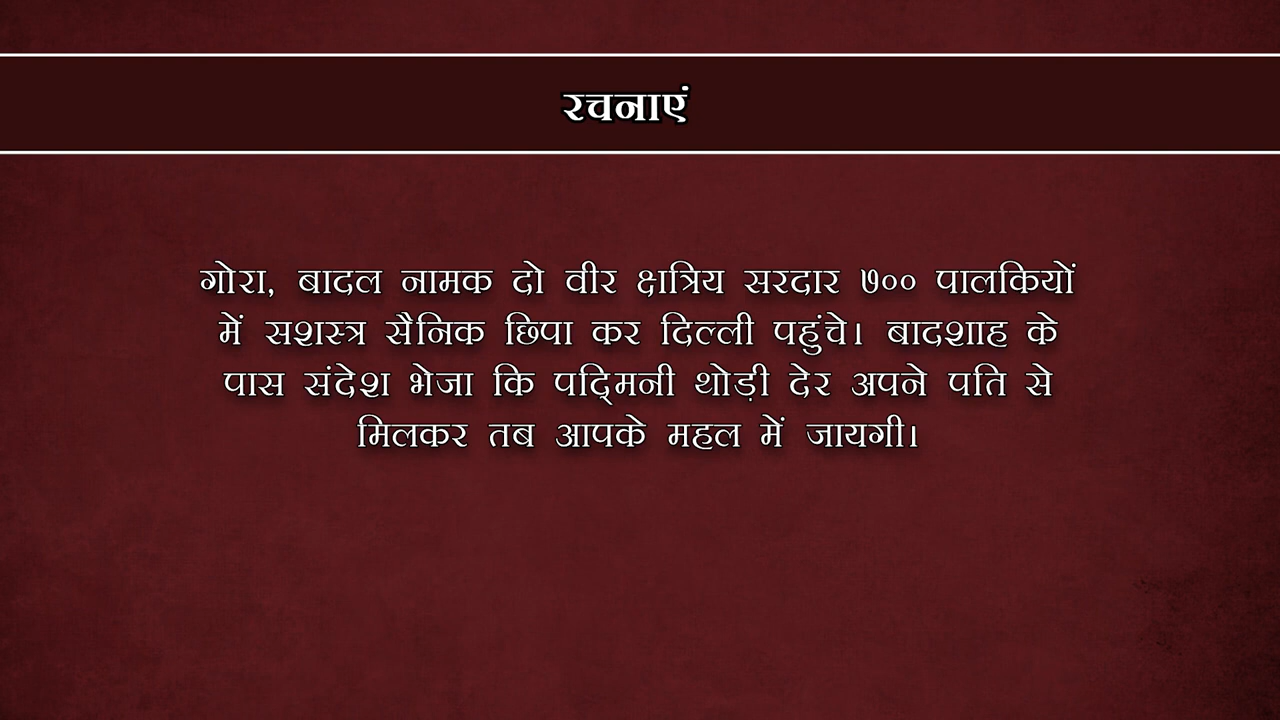 रचनाएं
गोरा, बादल नामक दो वीर क्षत्रिय सरदार ७०० पालकियों
में सशस्त्र सैनिक छिपा कर दिल्ली पहुंचे। बादशाह के
पास संदेश भेजा कि पद्मिनी थोड़ी देर अपने पति से
मिलकर तब आपके महल में जायगी।